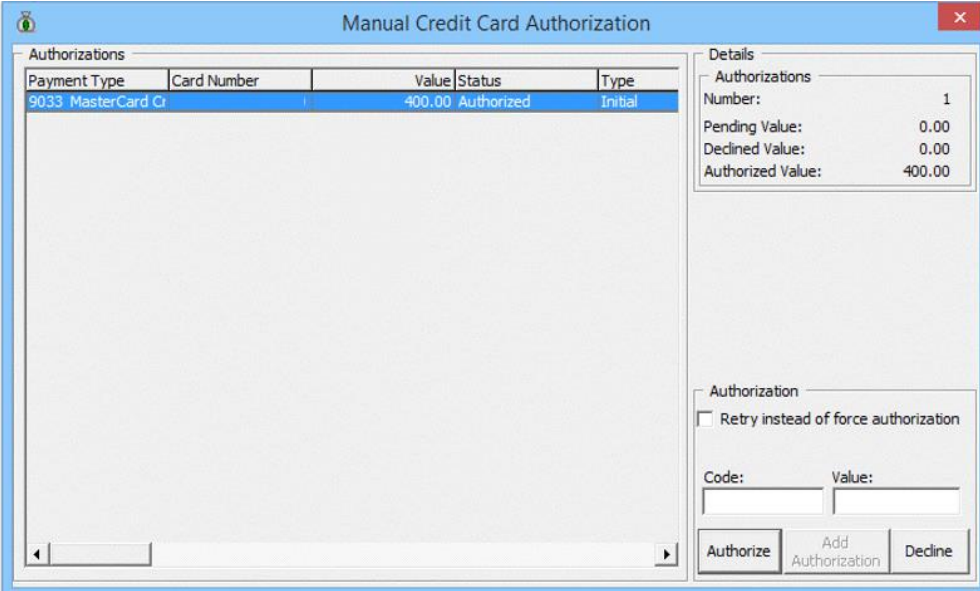 Manual Credit Card Authorization
Authorizations
Payment Type Card Number Value Status Type
9033 MasterCard Cr 400.00 Authorized Initial
Details
Authorizations
Number: 1
Pending Value: 0.00
Declined Value: 0.00
Authorized Value: 400.00
Authorization
Retry instead of force authorization
Code: Value:
Authorize
Add
Authorization
Decline